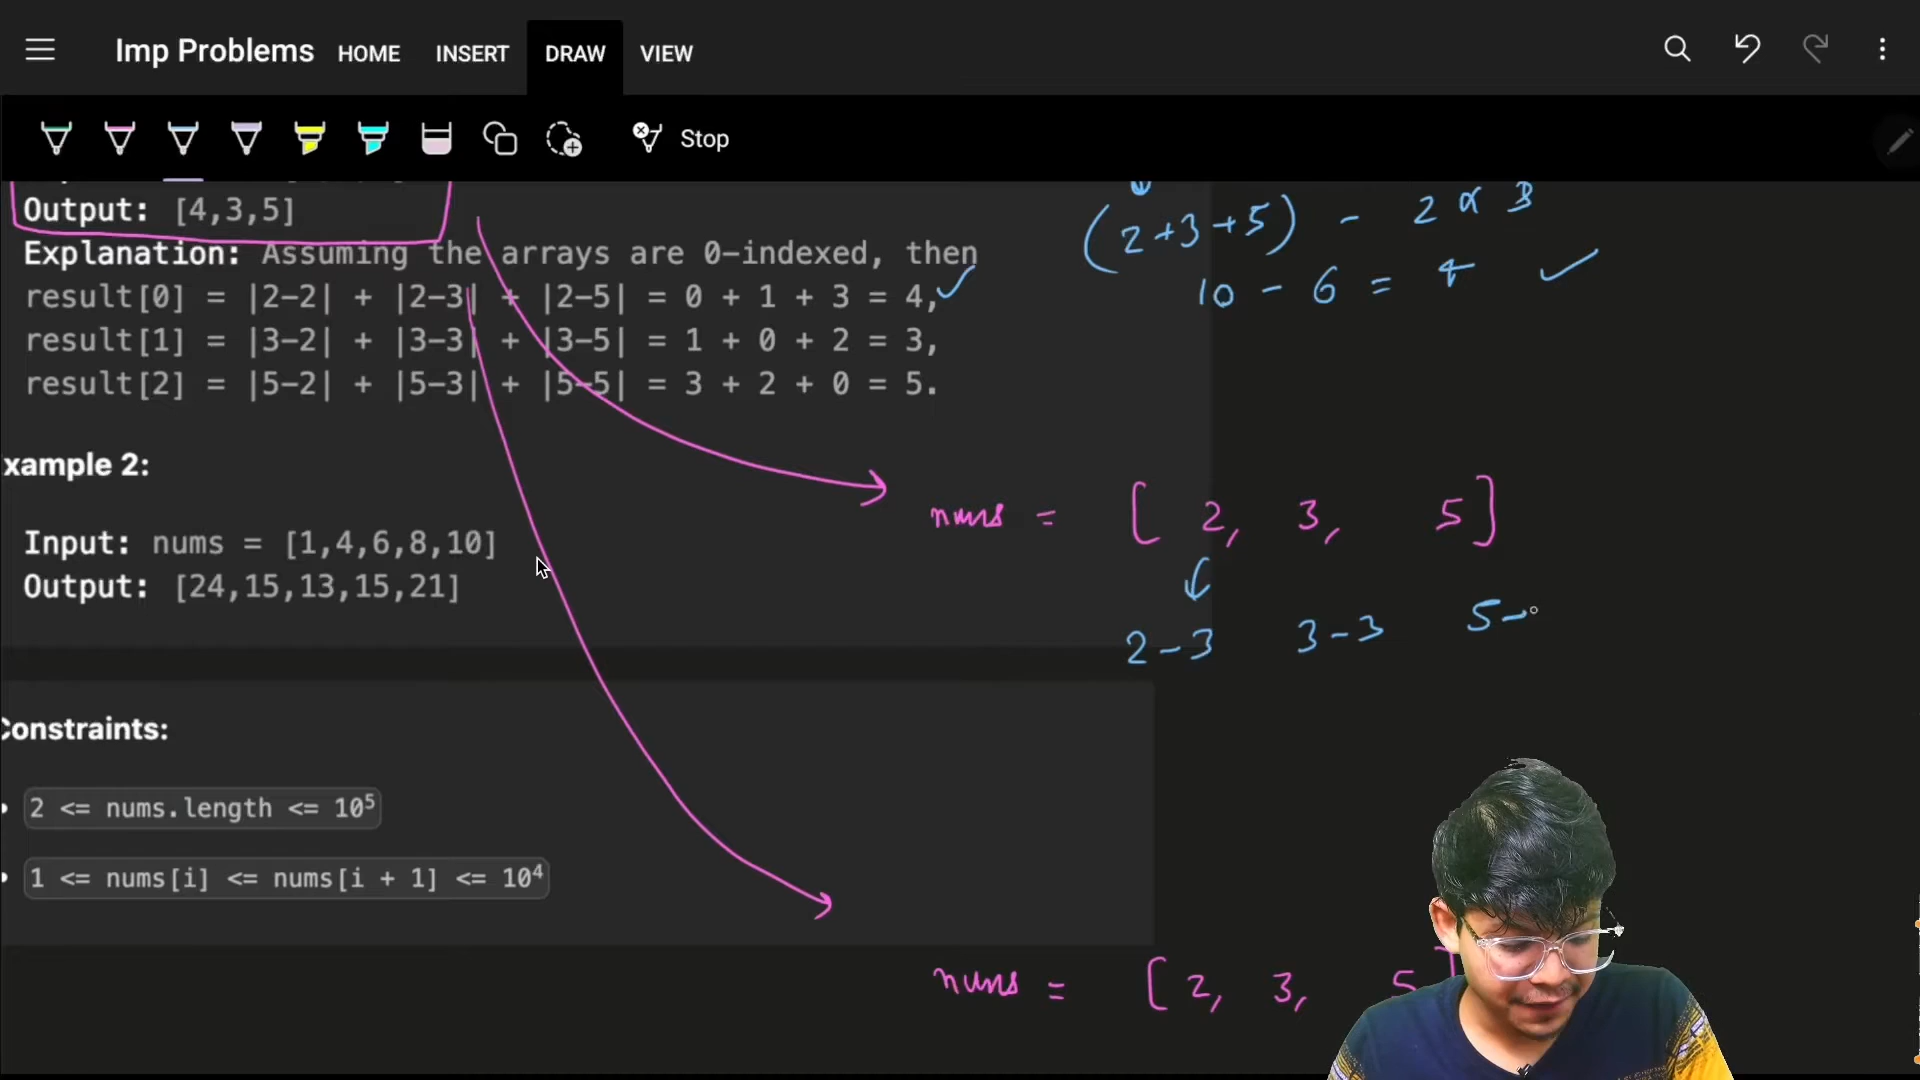 Imp Problems HOME INSERT DRAW VIEW
Stop
Output: [4,3,5]
Explanation: Assuming the arrays are 0-indexed, then
result[0] = |2-2| + |2-3| + |2-5| = 0 + 1 + 3 = 4,
result[1] = |3-2| + |3-3| + |3-5| = 1 + 0 + 2 = 3,
result[2] = |5-2| + |5-3| + |5-5| = 3 + 2 + 0 = 5.
xample 2:
Input: nums = [1,4,6,8,10]
Output: [24,15,13,15,21]
Constraints:
2 <= nums.length <= 10⁵
1 <= nums[i] <= nums[i + 1] <= 10⁴
(2+3+5) - 2 × 3
10 - 6 = 4
nums = [ 2, 3, 5]
2-3 3-3 5-
nums = [ 2, 3, 5]